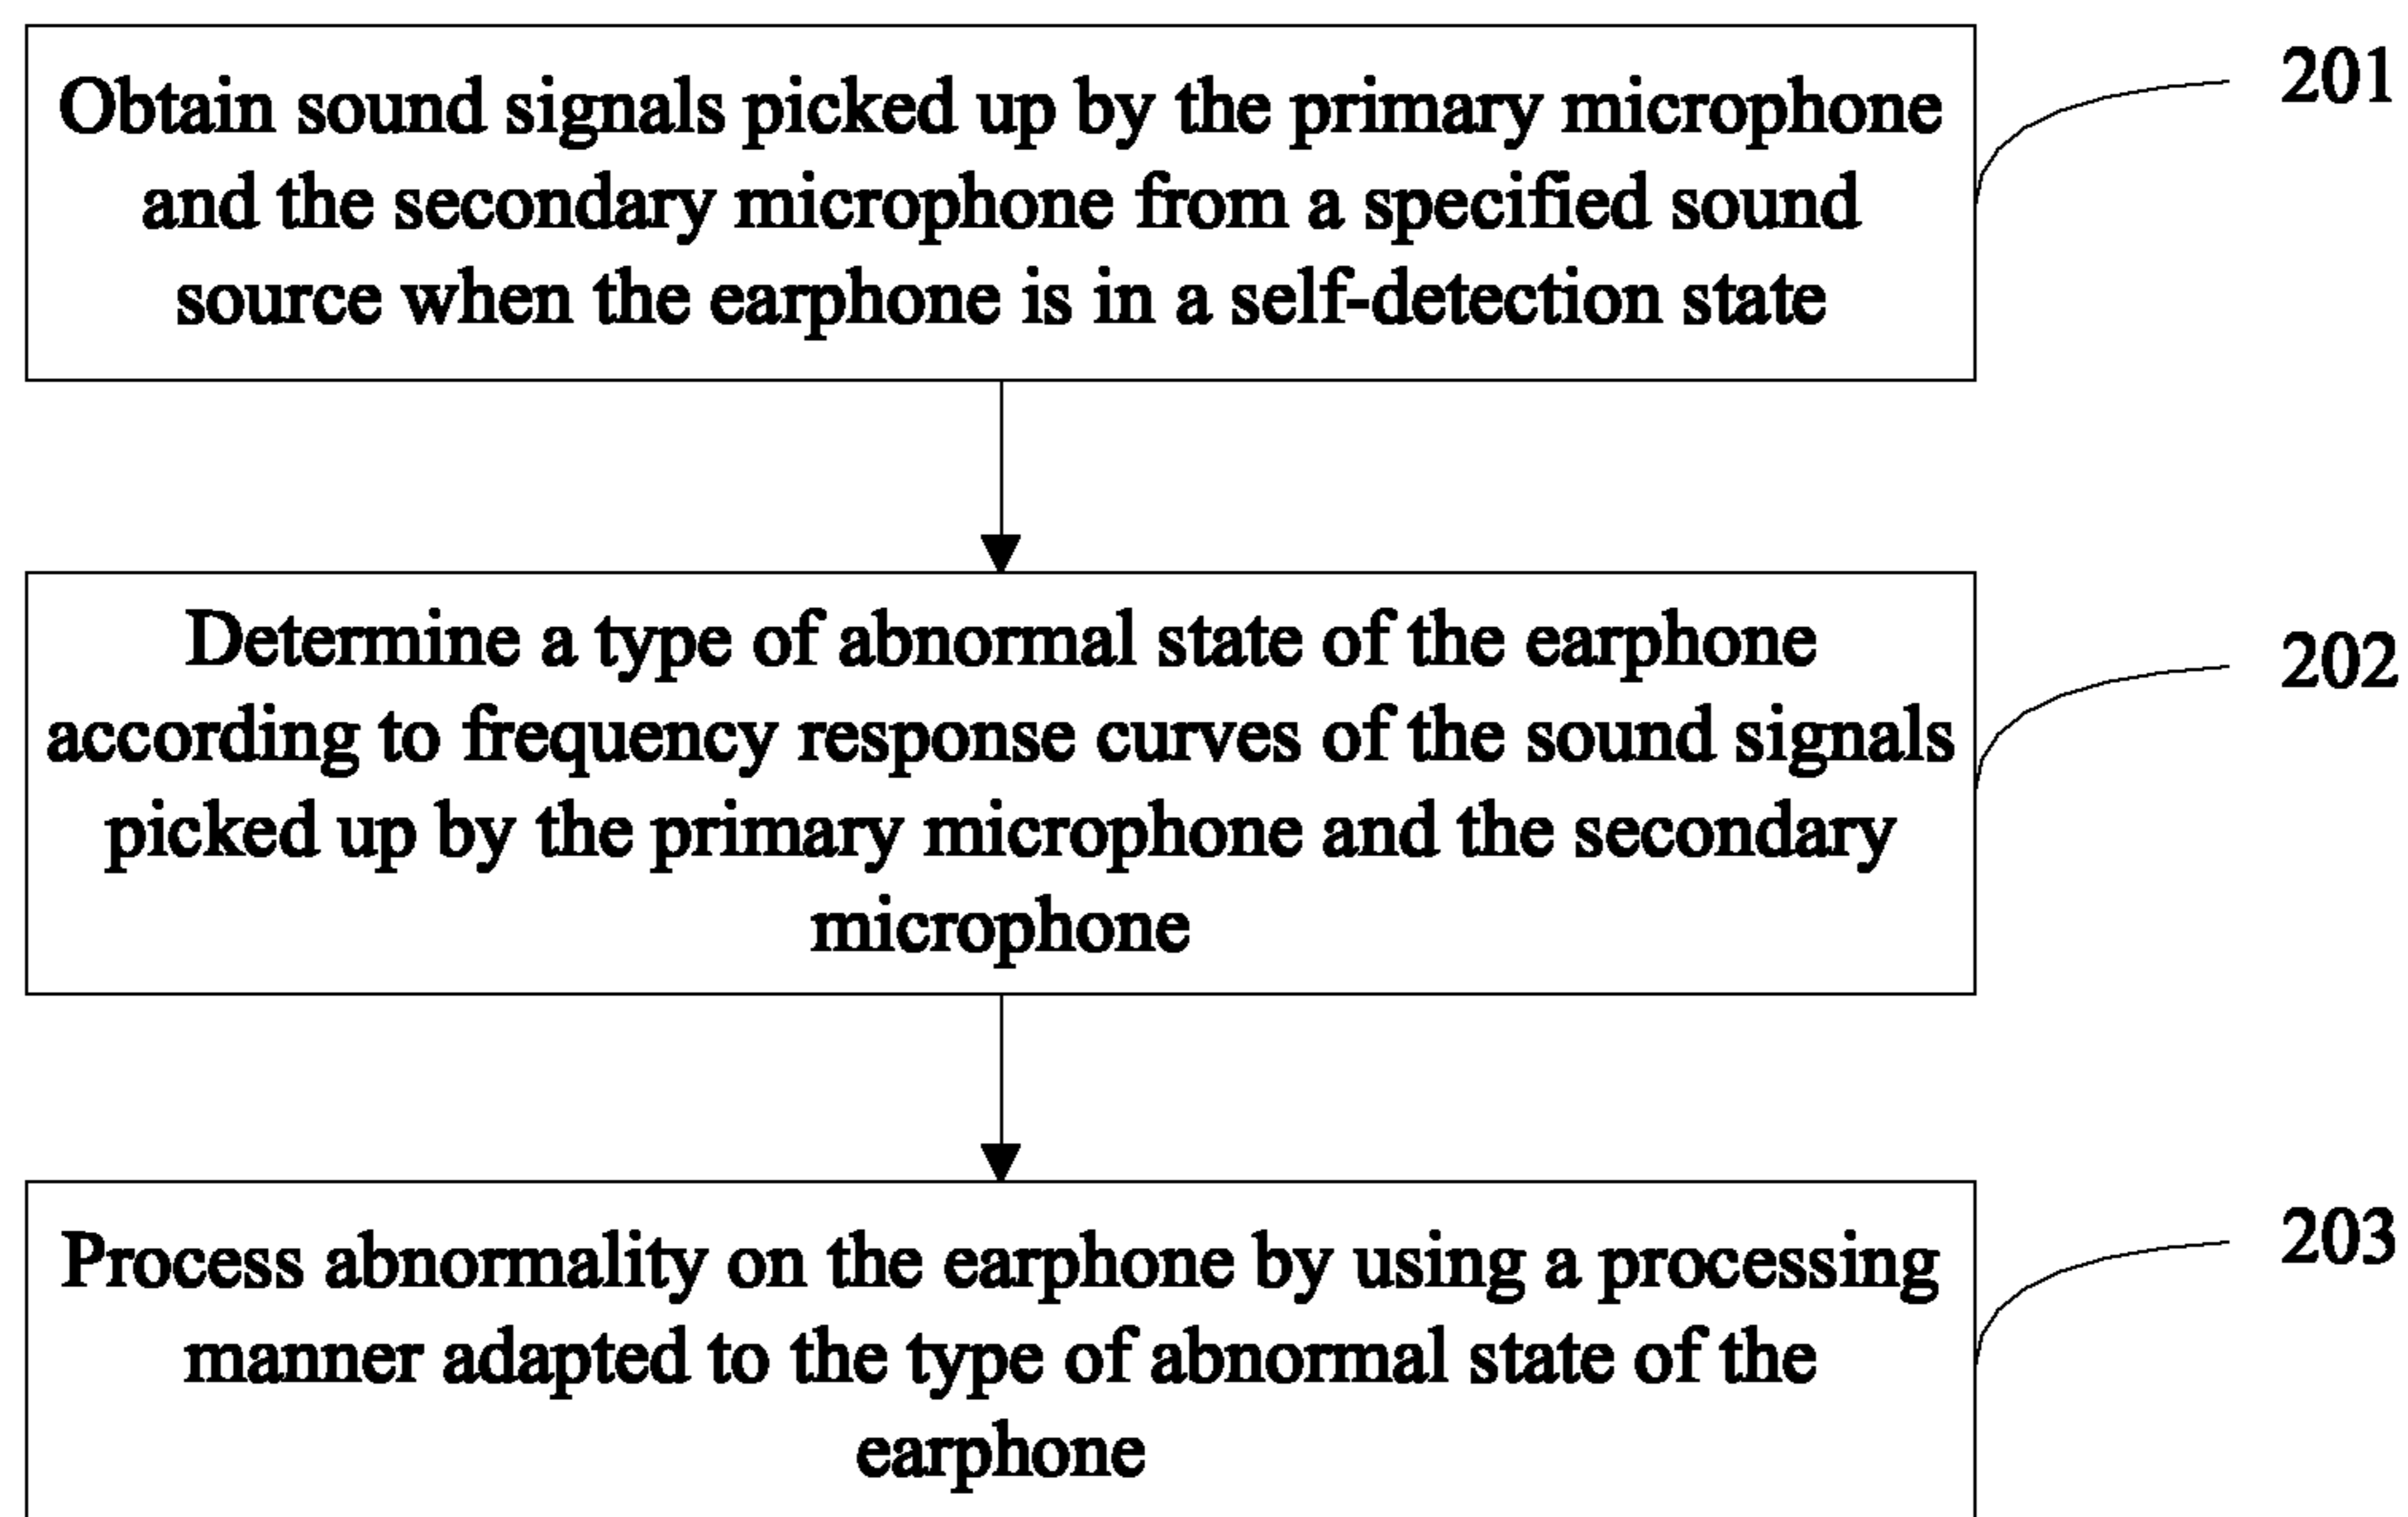 Obtain sound signals picked up by the primary microphone
and the secondary microphone from a specified sound
source when the earphone is in a self-detection state
201
Determine a type of abnormal state of the earphone
according to frequency response curves of the sound signals
picked up by the primary microphone and the secondary
microphone
202
Process abnormality on the earphone by using a processing
manner adapted to the type of abnormal state of the
earphone
203